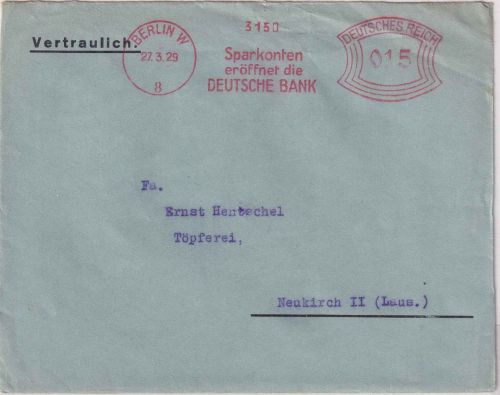 Vertraulich.
BERLIN W
27.3.29
8
3150
Sparkonten
eröffnet die
DEUTSCHE BANK
DEUTSCHES REICH
015
Fa.
Ernst Hentschel
Töpferei,
Neukirch II (Laus.)